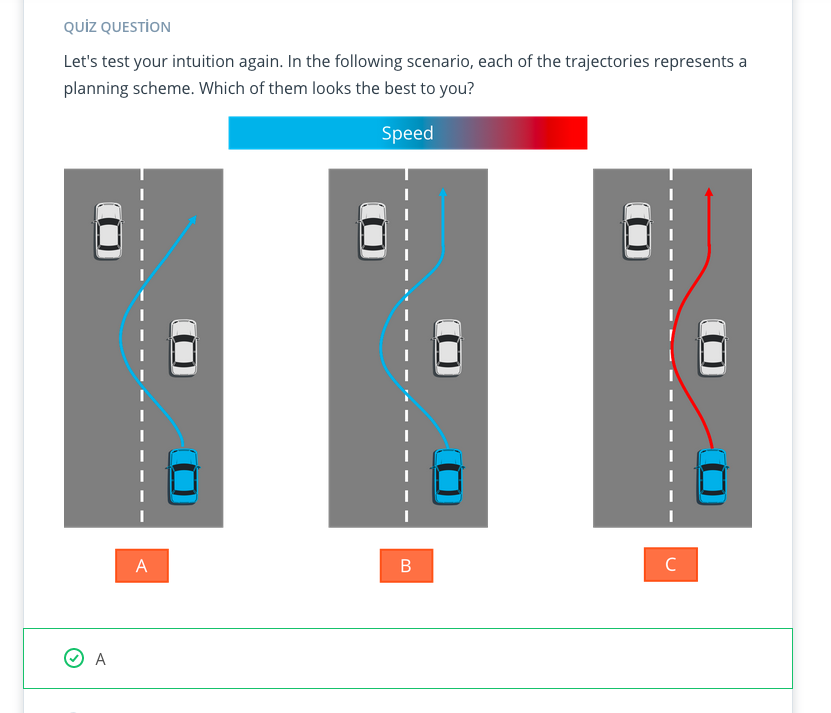 QUİZ QUESTİON
Let's test your intuition again. In the following scenario, each of the trajectories represents a
planning scheme. Which of them looks the best to you?
Speed
A
B
C
A